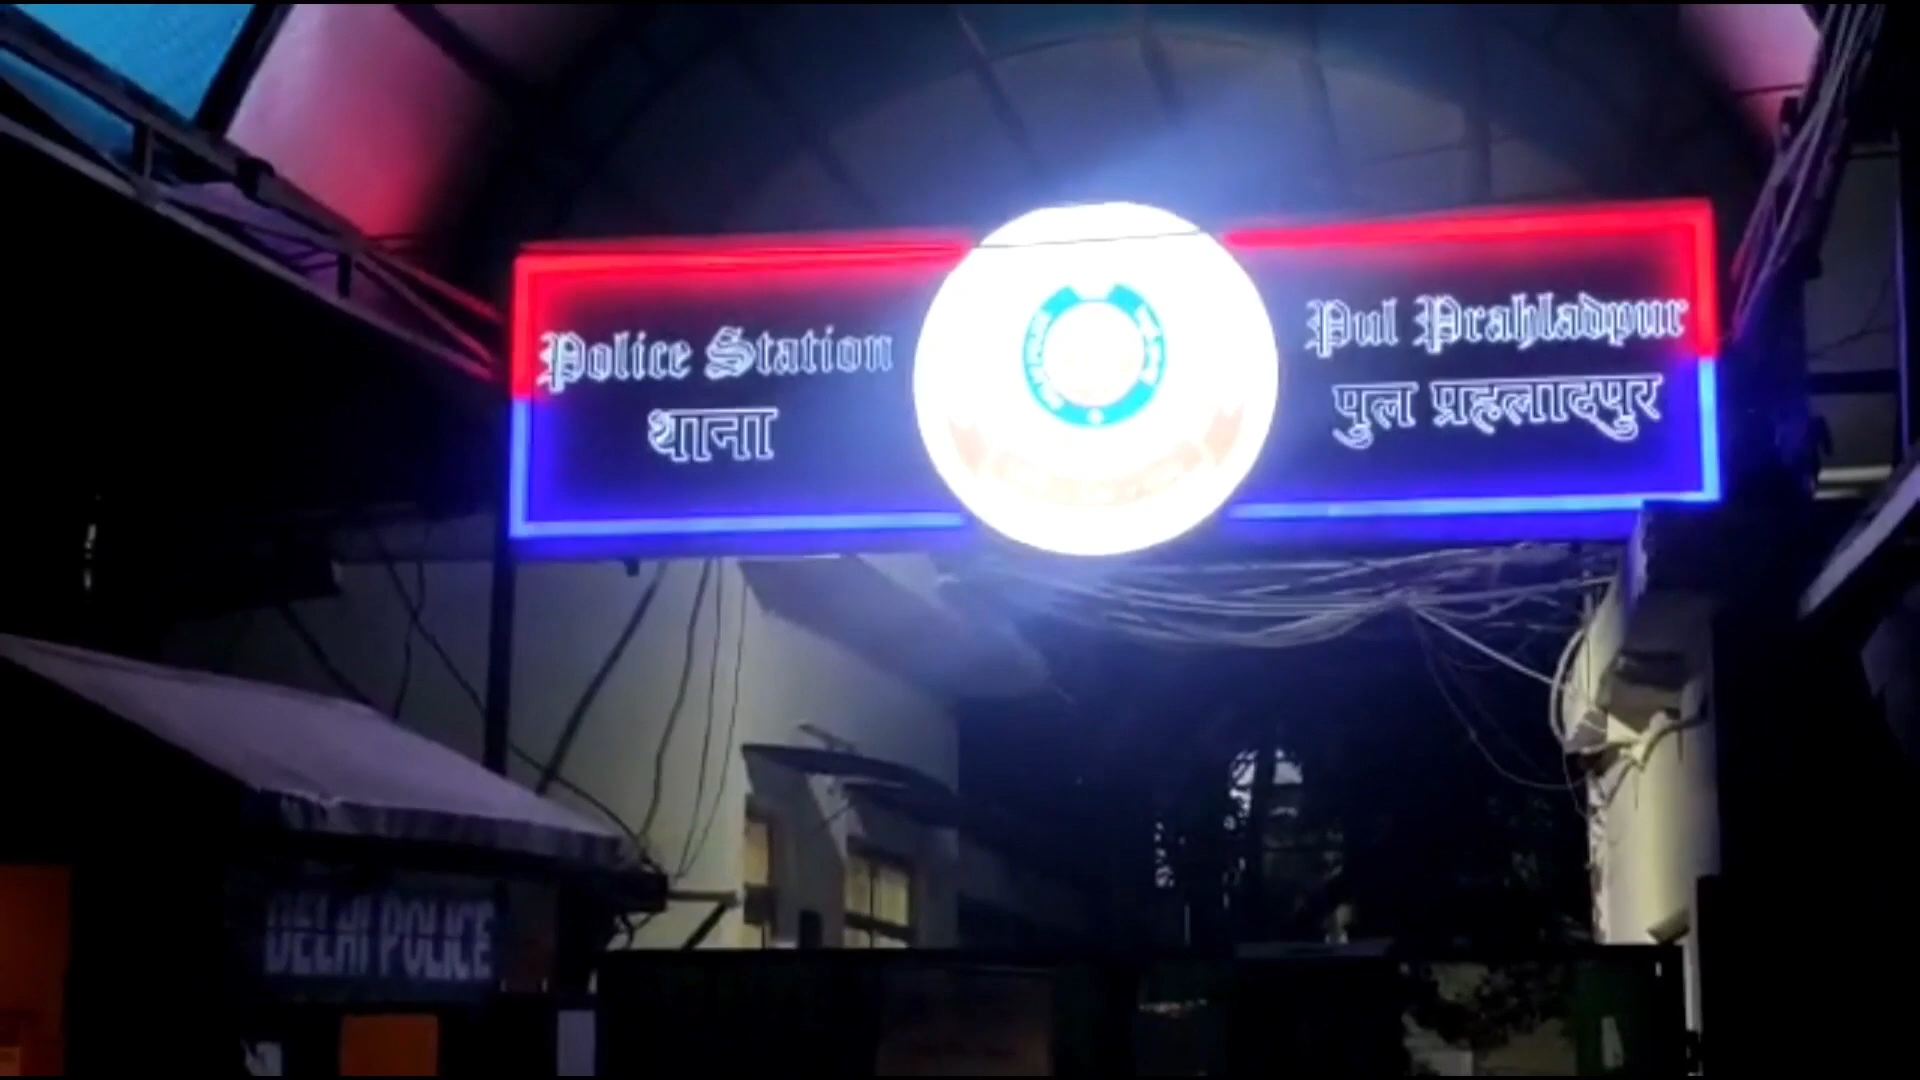 Police Station
थाना
Pul Prahladpur
पुल प्रहलादपुर
DELHI POLICE